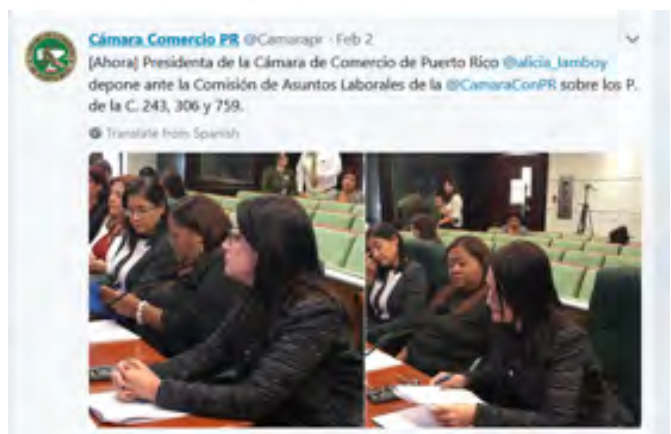 Cámara Comercio PR @Camarapr · Feb 2
[Ahora] Presidenta de la Cámara de Comercio de Puerto Rico @alicia_lamboy
depone ante la Comisión de Asuntos Laborales de la @CamaraConPR sobre los P.
de la C. 243, 306 y 759.
Translate from Spanish